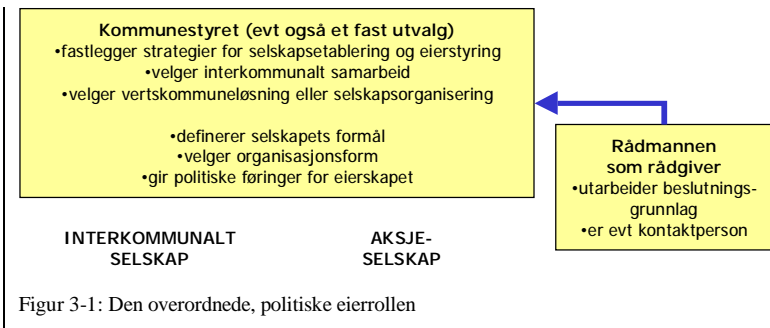 Kommunestyret (evt også et fast utvalg)
•fastlegger strategier for selskapsetablering og eierstyring
•velger interkommunalt samarbeid
•velger vertskommuneløsning eller selskapsorganisering
•definerer selskapets formål
•velger organisasjonsform
•gir politiske føringer for eierskapet
Rådmannen
som rådgiver
•utarbeider beslutnings-
grunnlag
•er evt kontaktperson
INTERKOMMUNALT
SELSKAP
AKSJE-
SELSKAP
Figur 3-1: Den overordnede, politiske eierrollen